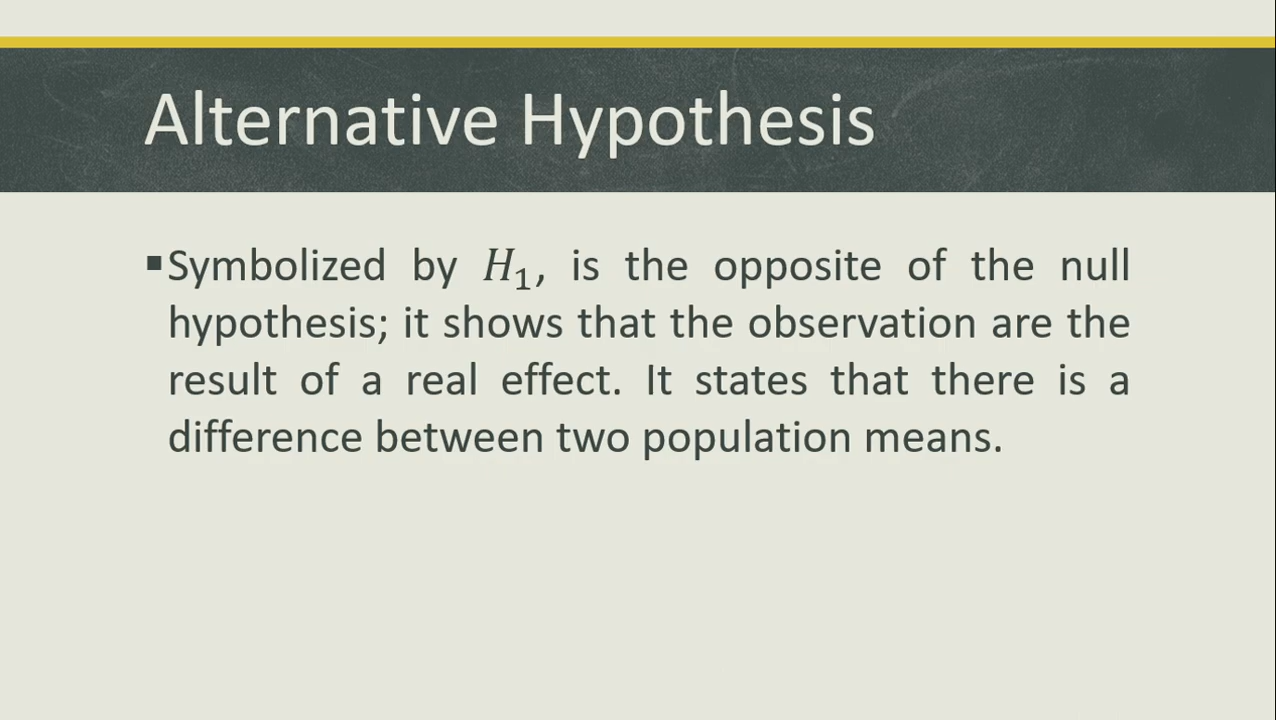 Alternative Hypothesis
▪Symbolized by H₁, is the opposite of the null
hypothesis; it shows that the observation are the
result of a real effect. It states that there is a
difference between two population means.